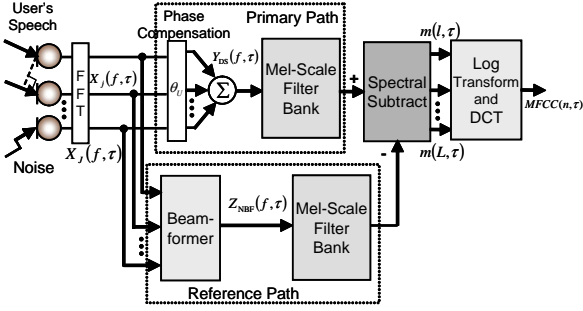 User's
Speech
Phase
Compensation
Primary Path
F
F
T
X_j(f,τ)
X_J(f,τ)
Noise
θ_U
Y_DS(f,τ)
Σ
Mel-Scale
Filter
Bank
+
Spectral
Subtract
-
m(l,τ)
m(L,τ)
Log
Transform
and
DCT
MFCC(n,τ)
Beam-
former
Z_NBF(f,τ)
Mel-Scale
Filter
Bank
Reference Path